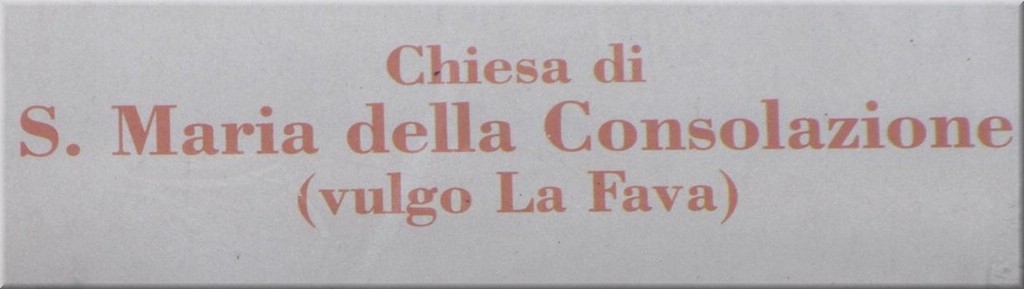 Chiesa di
S. Maria della Consolazione
(vulgo La Fava)